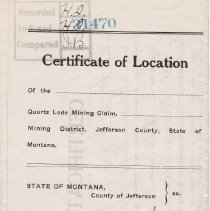 Recorded H.D.
Indexed H.D.
Compared J.B.
21470
Certificate of Location
Of the
Quartz Lode Mining Claim,
Mining District, Jefferson County, State of
Montana.
STATE OF MONTANA,
County of Jefferson } ss.